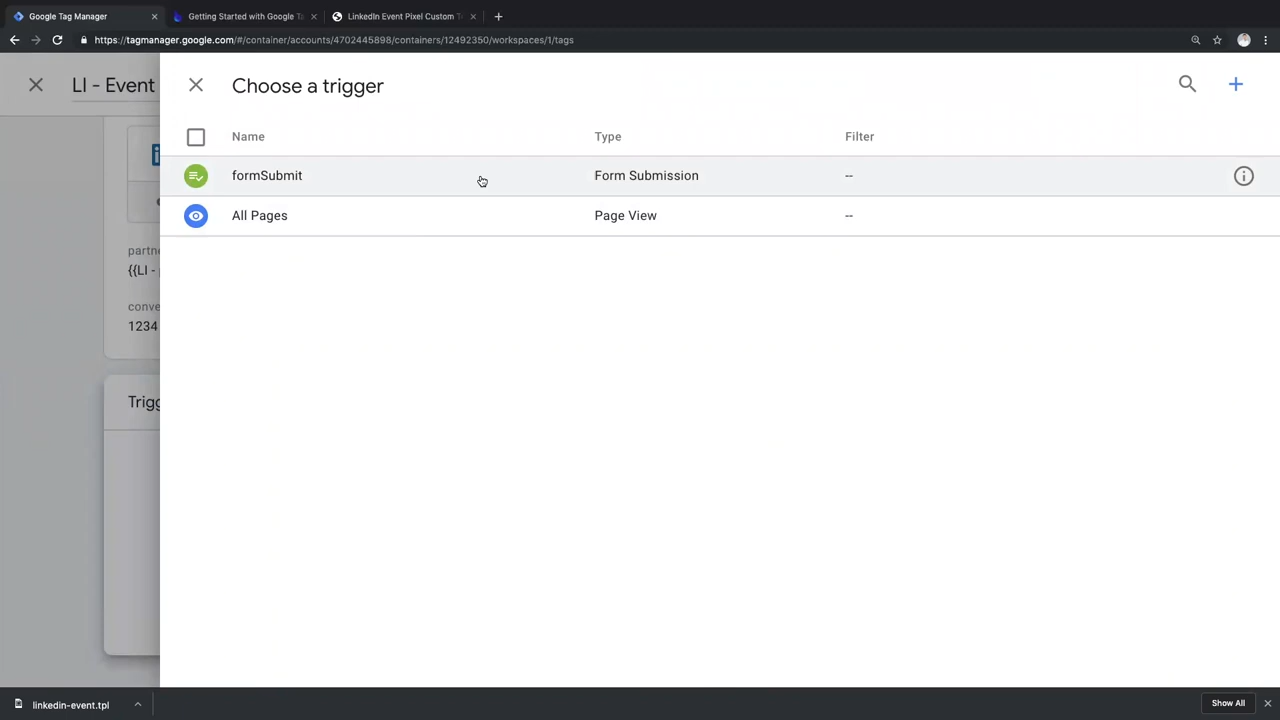 Google Tag Manager
Getting Started with Google Ta
LinkedIn Event Pixel Custom T
https://tagmanager.google.com/#/container/accounts/4702445898/containers/12492350/workspaces/1/tags
LI - Event
Choose a trigger
Name Type Filter
formSubmit Form Submission --
All Pages Page View --
partne
{{LI -
conve
1234
Trigg
linkedin-event.tpl
Show All